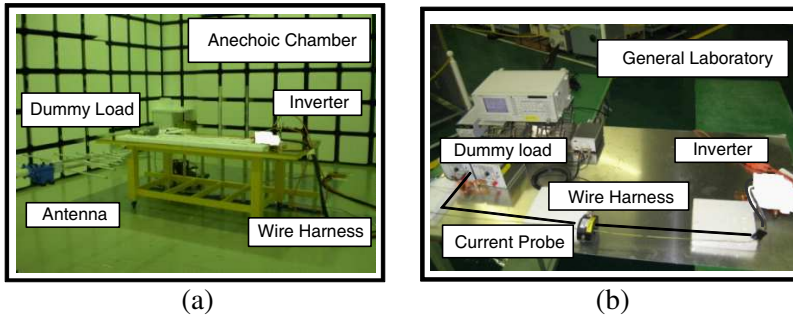 Anechoic Chamber
Dummy Load
Inverter
Antenna
Wire Harness
(a)
General Laboratory
Dummy load
Inverter
Wire Harness
Current Probe
(b)